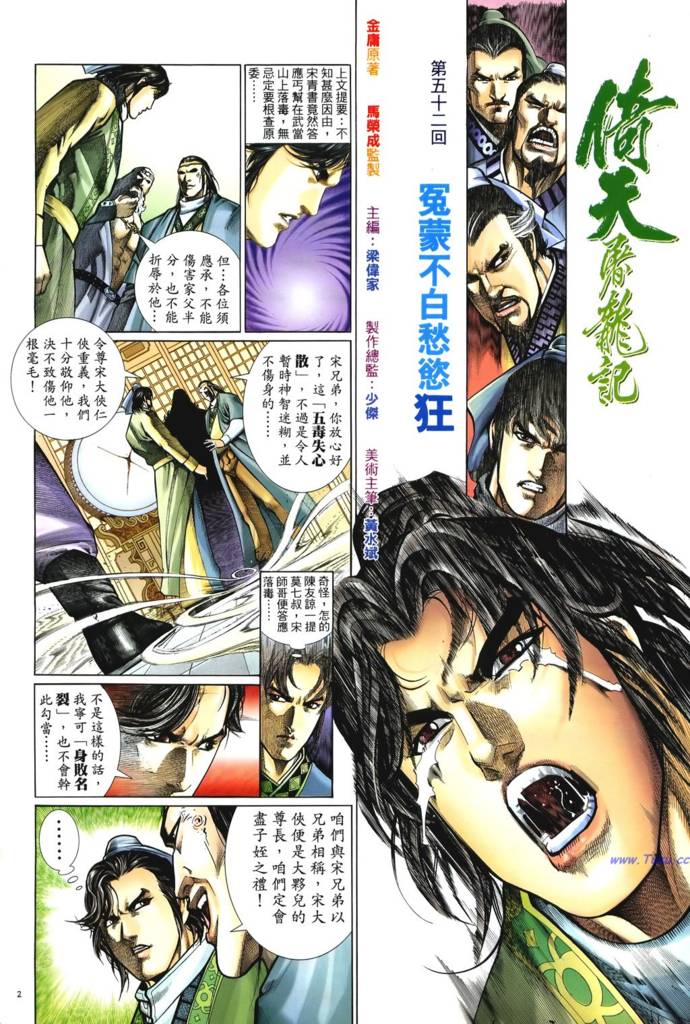 倚天屠龍記
第五十二回
冤蒙不白愁慾狂
金庸原著
馬榮成監製
主編：梁偉家
製作總監：少傑
美術主筆：黃水斌
上文提要：不
知甚麼因由，
宋青書竟然答
應丐幫在武當
山上落毒，無
忌定要根查原
委……
但…各位須
應承，不能
傷害家父半
分，也不能
折辱於他…
宋兄弟，你放心好
了，這「五毒失心
散」，不過是令人
暫時神智迷糊，並
不傷身的……
令尊宋大俠仁
俠重義，我們
十分敬仰他，
決不致傷他一
根毫毛！
奇怪，怎的
陳友諒一提
莫七叔，宋
師哥便答應
落毒……
不是這樣的話，
我寧可「身敗名
裂」，也不會幹
此勾當……
咱們與宋兄弟以
兄弟相稱，宋大
俠便是大夥兒的
尊長，咱們定會
盡子姪之禮！
……
2